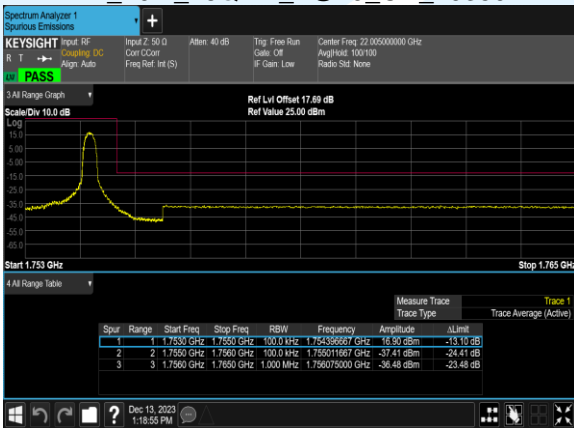 Spectrum Analyzer 1
Spurious Emissions
+
KEYSIGHT Input: RF Input Z: 50 Ω Atten: 40 dB Trig: Free Run Center Freq: 22.005000000 GHz
R T Coupling: DC Corr CCorr Gate: Off Avg|Hold: 100/100
Align: Auto Freq Ref: Int (S) IF Gain: Low Radio Std: None
LM PASS
3 All Range Graph
Ref Lvl Offset 17.69 dB
Scale/Div 10.0 dB Ref Value 25.00 dBm
Log
15.0
5.00
-5.00
-15.0
-25.0
-35.0
-45.0
-55.0
-65.0
Start 1.753 GHz Stop 1.765 GHz
4 All Range Table
Measure Trace Trace 1
Trace Type Trace Average (Active)
Spur Range Start Freq Stop Freq RBW Frequency Amplitude ΔLimit
1 1 1.7530 GHz 1.7550 GHz 100.0 kHz 1.754396667 GHz 16.90 dBm -13.10 dB
2 2 1.7550 GHz 1.7560 GHz 100.0 kHz 1.755011667 GHz -37.41 dBm -24.41 dB
3 3 1.7560 GHz 1.7650 GHz 1.000 MHz 1.756075000 GHz -36.48 dBm -23.48 dB
? Dec 13, 2023
1:18:55 PM